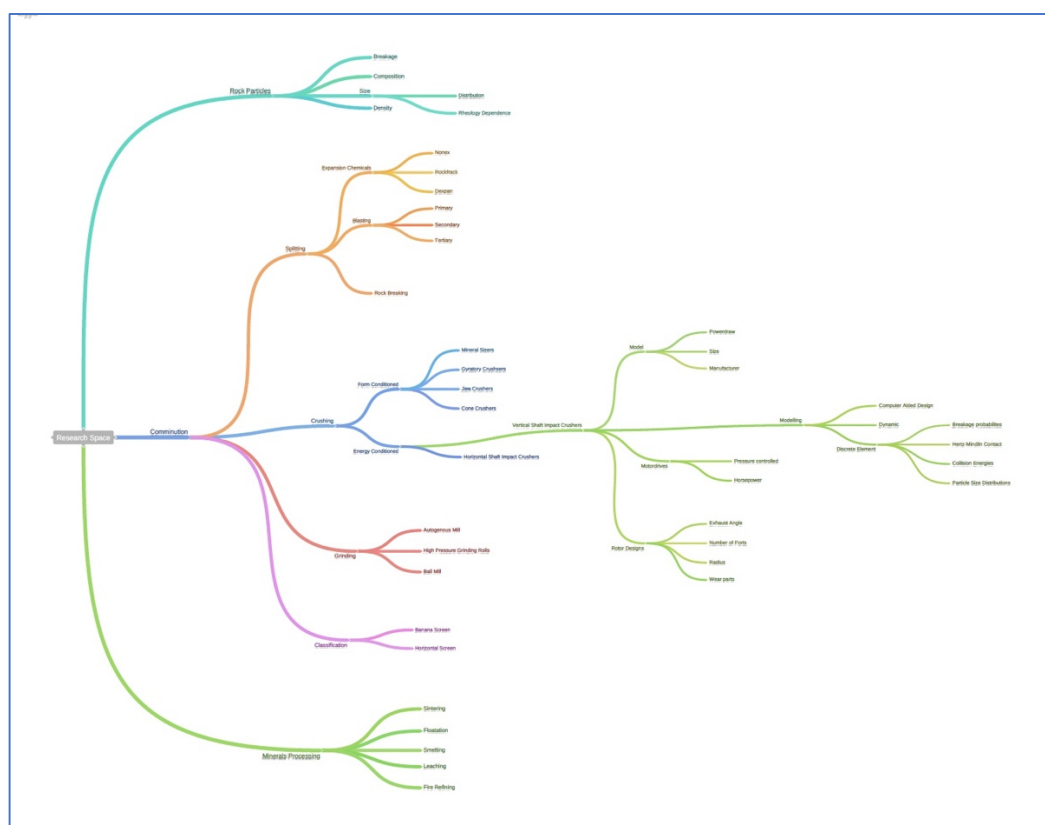 Rock Particles
Breakage
Composition
Size
Distribution
Rheology Dependence
Density
Splitting
Expansion Chemicals
Nonex
Rockfrack
Dexpan
Blasting
Primary
Secondary
Tertiary
Rock Breaking
Research Space
Comminution
Crushing
Form Conditioned
Mineral Sizers
Gyratory Crushsers
Jaw Crushers
Cone Crushers
Energy Conditioned
Horizontal Shaft Impact Crushers
Vertical Shaft Impact Crushers
Model
Powerdraw
Size
Manufacturer
Modelling
Computer Aided Design
Dynamic
Discrete Element
Breakage probabilities
Hertz Mindlin Contact
Collision Energies
Particle Size Distributions
Motordrives
Pressure controlled
Horsepower
Rotor Designs
Exhaust Angle
Number of Ports
Radius
Wear parts
Grinding
Autogenous Mill
High Pressure Grinding Rolls
Ball Mill
Classification
Banana Screen
Horizontal Screen
Minerals Processing
Sintering
Floatation
Smelting
Leaching
Fire Refining